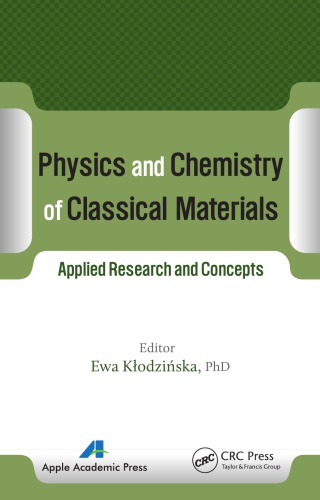 Physics and Chemistry
of Classical Materials
Applied Research and Concepts
Editor
Ewa Kłodzińska, PhD
Apple Academic Press
CRC
CRC Press
Taylor & Francis Group